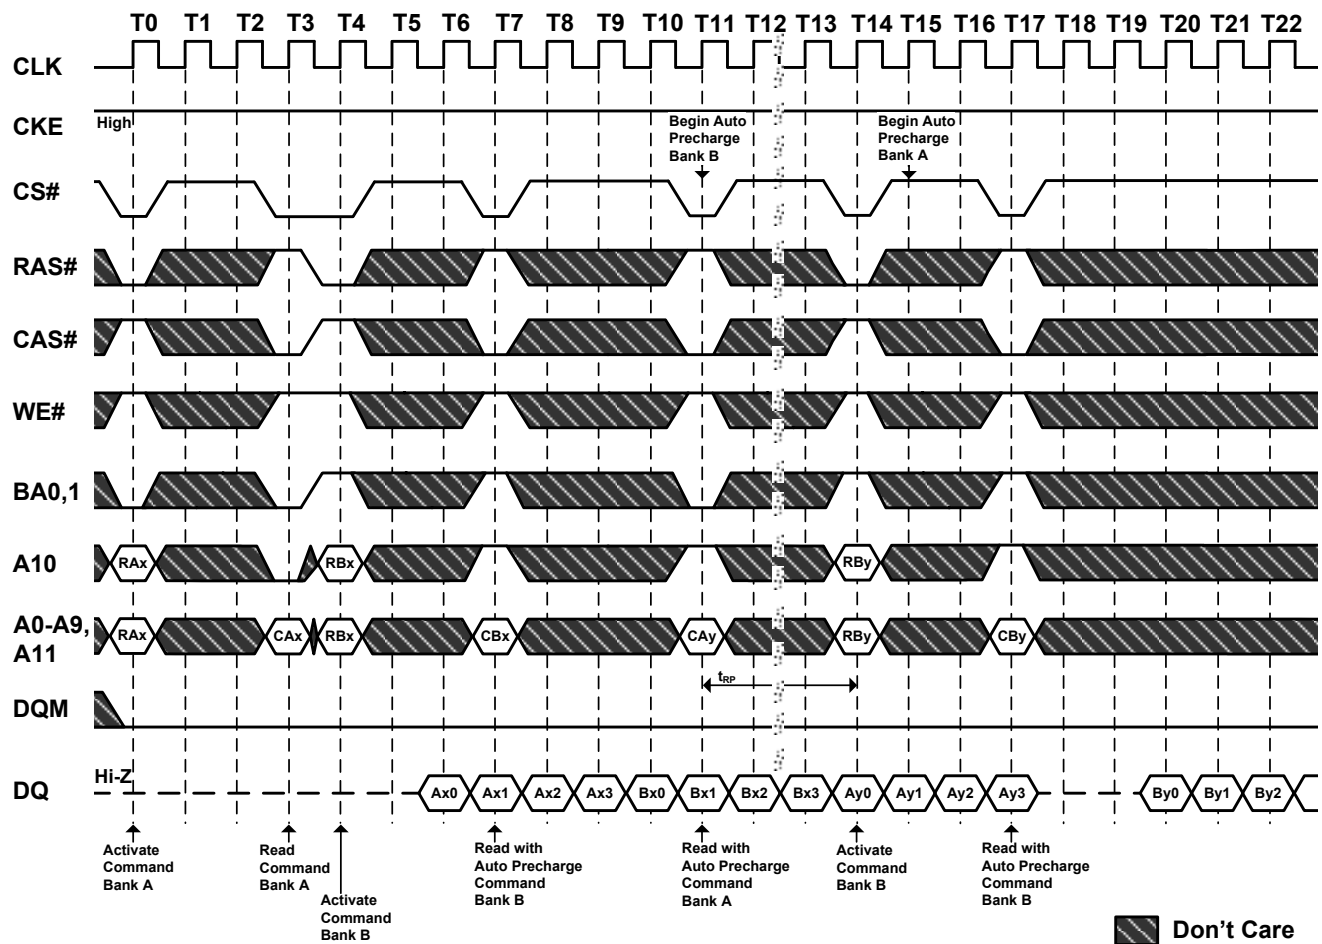 T0 T1 T2 T3 T4 T5 T6 T7 T8 T9 T10 T11 T12 T13 T14 T15 T16 T17 T18 T19 T20 T21 T22
CLK
CKE
High
Begin Auto
Precharge
Bank B
Begin Auto
Precharge
Bank A
CS#
RAS#
CAS#
WE#
BA0,1
A10
RAx RBx RBy
A0-A9,
A11
RAx CAx RBx CBx CAy RBy CBy
tRP
DQM
Hi-Z
DQ
Ax0 Ax1 Ax2 Ax3 Bx0 Bx1 Bx2 Bx3 Ay0 Ay1 Ay2 Ay3 By0 By1 By2
Activate
Command
Bank A
Read
Command
Bank A
Activate
Command
Bank B
Read with
Auto Precharge
Command
Bank B
Read with
Auto Precharge
Command
Bank A
Activate
Command
Bank B
Read with
Auto Precharge
Command
Bank B
Don't Care